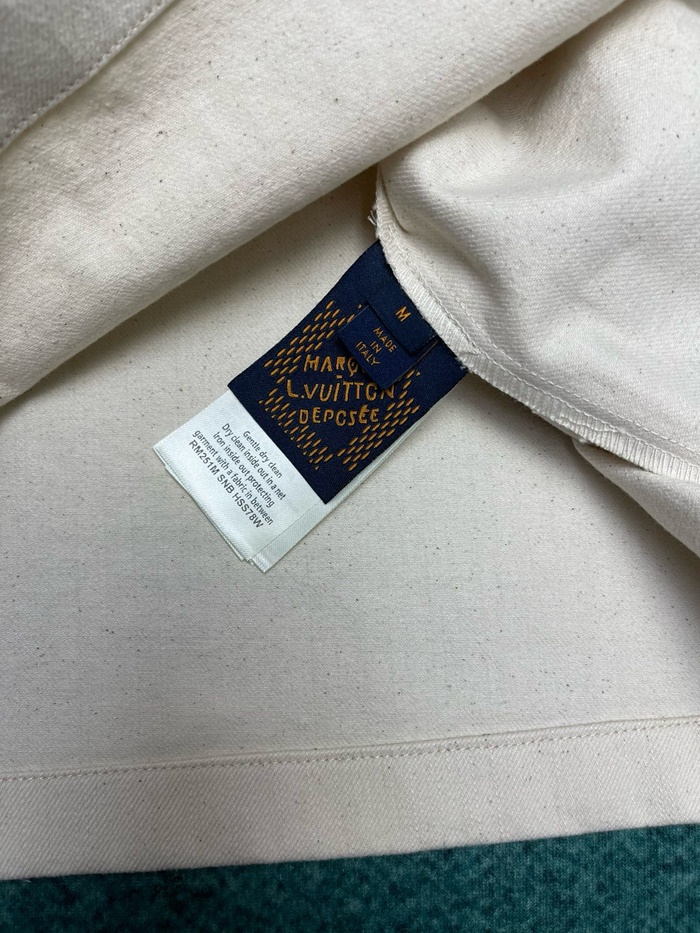 M
MADE
IN
ITALY
MARQ
L.VUITTON
DEPOSÉE
Gentle dry clean
Dry clean inside out in a net
Iron inside out protecting
garment with a fabric in between
RM251M SNB HSS78W